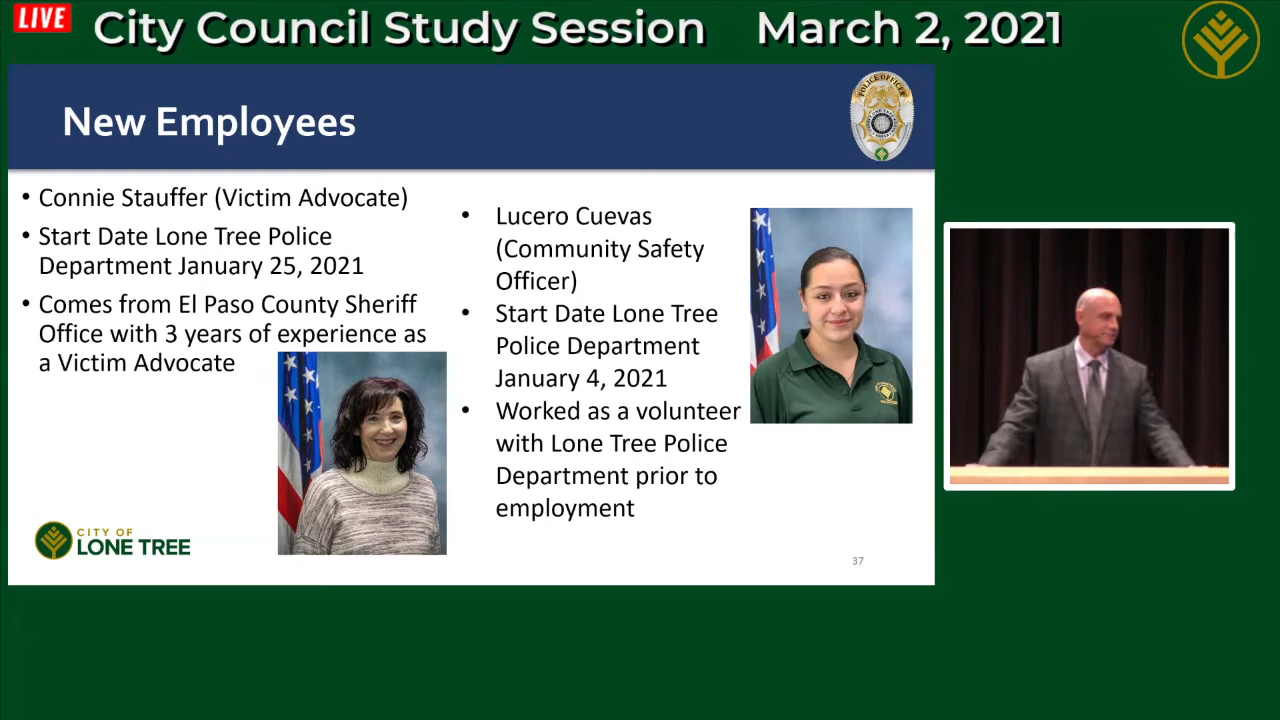 LIVE
City Council Study Session March 2, 2021
New Employees
POLICE OFFICER
• Connie Stauffer (Victim Advocate)
• Start Date Lone Tree Police
Department January 25, 2021
• Comes from El Paso County Sheriff
Office with 3 years of experience as
a Victim Advocate
• Lucero Cuevas
(Community Safety
Officer)
• Start Date Lone Tree
Police Department
January 4, 2021
• Worked as a volunteer
with Lone Tree Police
Department prior to
employment
CITY OF
LONE TREE
37